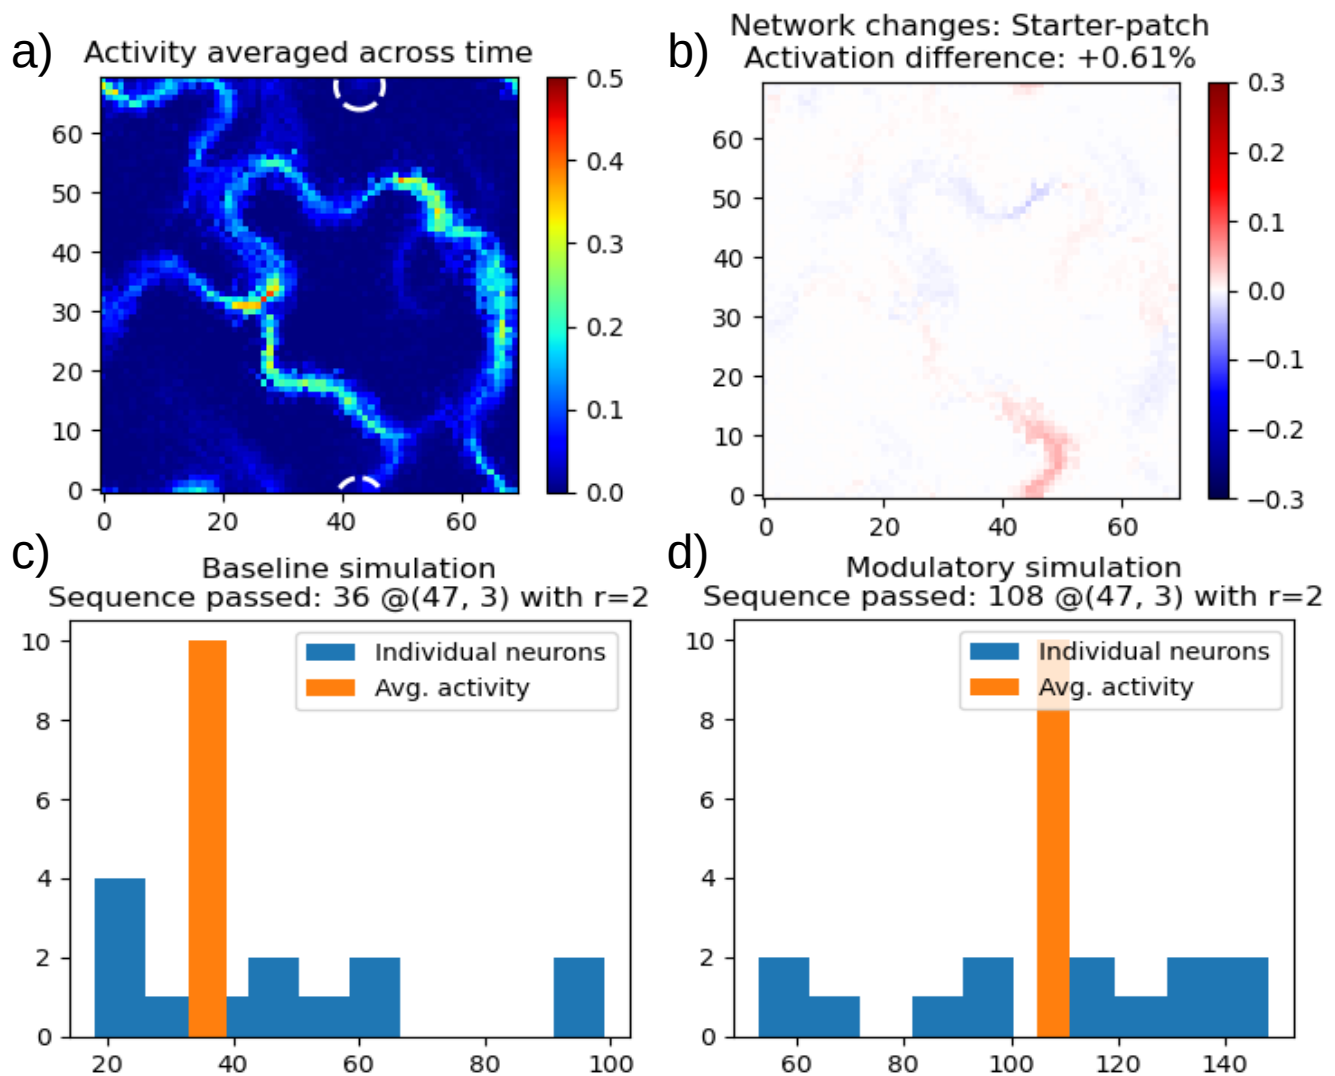 a)
Activity averaged across time
60
50
40
30
20
10
0
0 20 40 60
0.5
0.4
0.3
0.2
0.1
0.0
b)
Network changes: Starter-patch
Activation difference: +0.61%
60
50
40
30
20
10
0
0 20 40 60
0.3
0.2
0.1
0.0
−0.1
−0.2
−0.3
c)
Baseline simulation
Sequence passed: 36 @(47, 3) with r=2
Individual neurons
Avg. activity
10
8
6
4
2
0
20 40 60 80 100
d)
Modulatory simulation
Sequence passed: 108 @(47, 3) with r=2
Individual neurons
Avg. activity
10
8
6
4
2
0
60 80 100 120 140